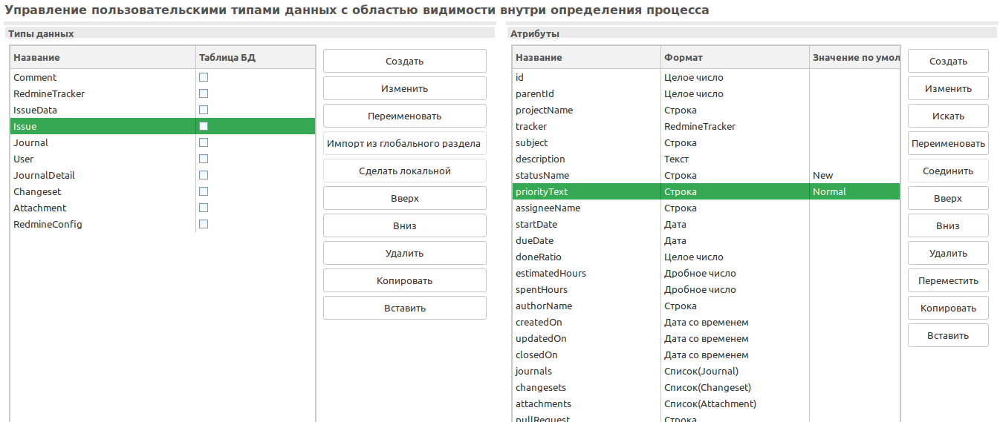 Управление пользовательскими типами данных с областью видимости внутри определения процесса
Типы данных
Название Таблица БД
Comment
RedmineTracker
IssueData
Issue
Journal
User
JournalDetail
Changeset
Attachment
RedmineConfig
Создать
Изменить
Переименовать
Импорт из глобального раздела
Сделать локальной
Вверх
Вниз
Удалить
Копировать
Вставить
Атрибуты
Название Формат Значение по умол
id Целое число
parentId Целое число
projectName Строка
tracker RedmineTracker
subject Строка
description Текст
statusName Строка New
priorityText Строка Normal
assigneeName Строка
startDate Дата
dueDate Дата
doneRatio Целое число
estimatedHours Дробное число
spentHours Дробное число
authorName Строка
createdOn Дата со временем
updatedOn Дата со временем
closedOn Дата со временем
journals Список(Journal)
changesets Список(Changeset)
attachments Список(Attachment)
pullRequest Строка
Создать
Изменить
Искать
Переименовать
Соединить
Вверх
Вниз
Удалить
Переместить
Копировать
Вставить